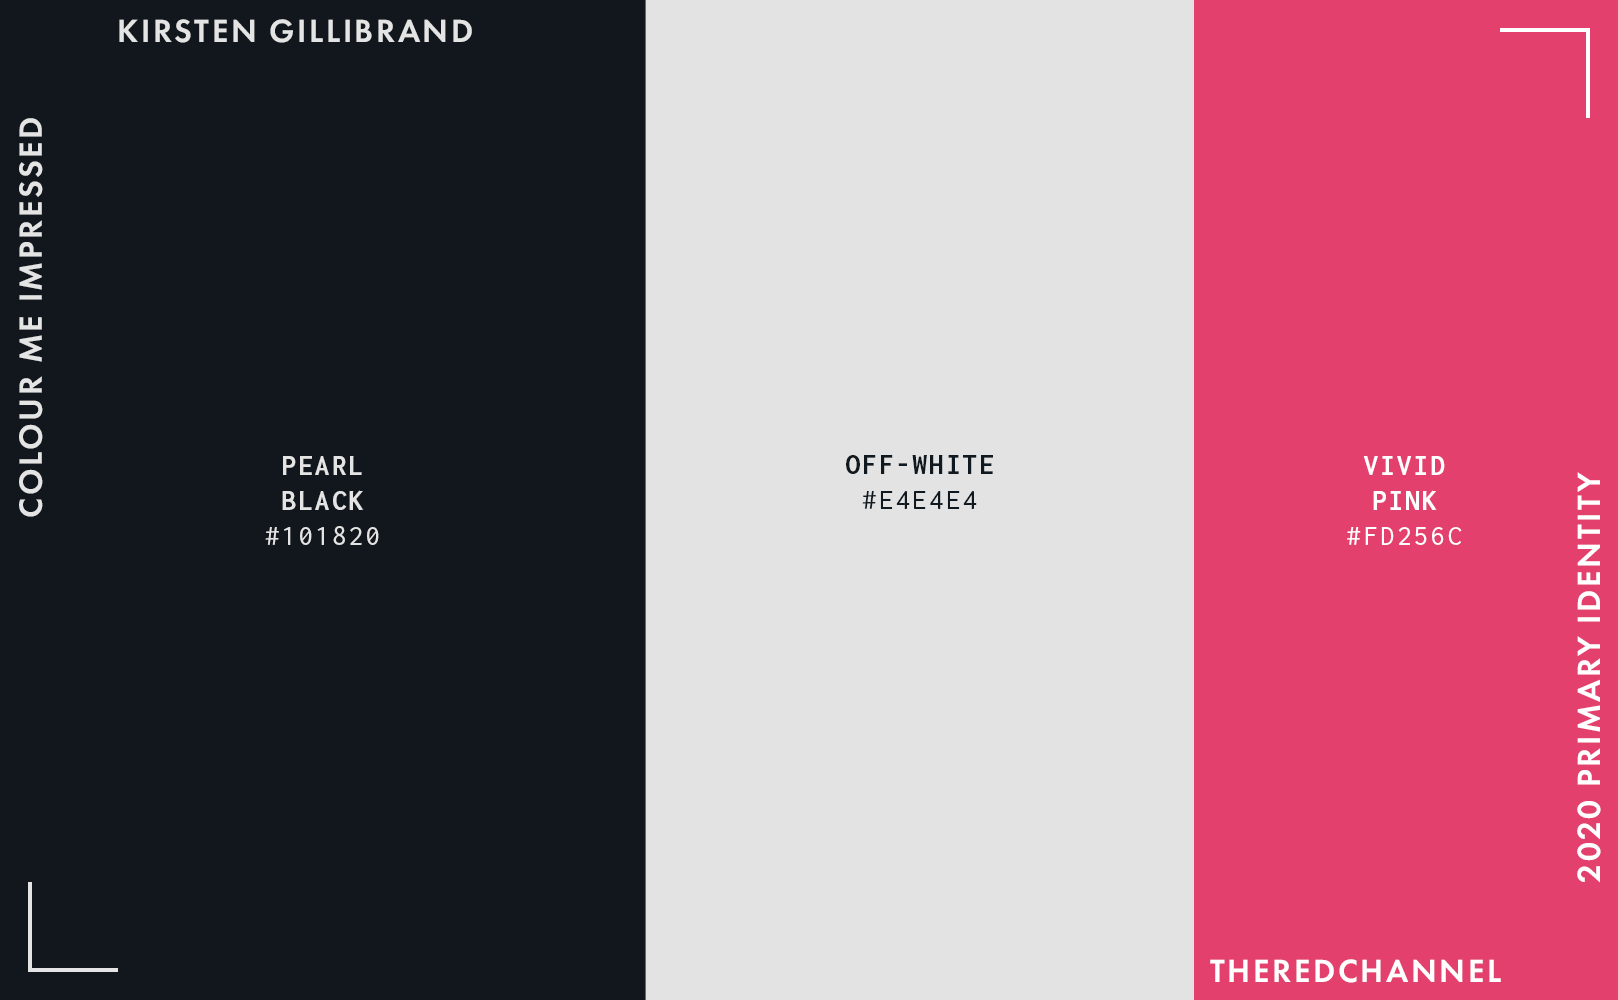 KIRSTEN GILLIBRAND
COLOUR ME IMPRESSED
PEARL
BLACK
#101820
OFF-WHITE
#E4E4E4
VIVID
PINK
#FD256C
2020 PRIMARY IDENTITY
THEREDCHANNEL